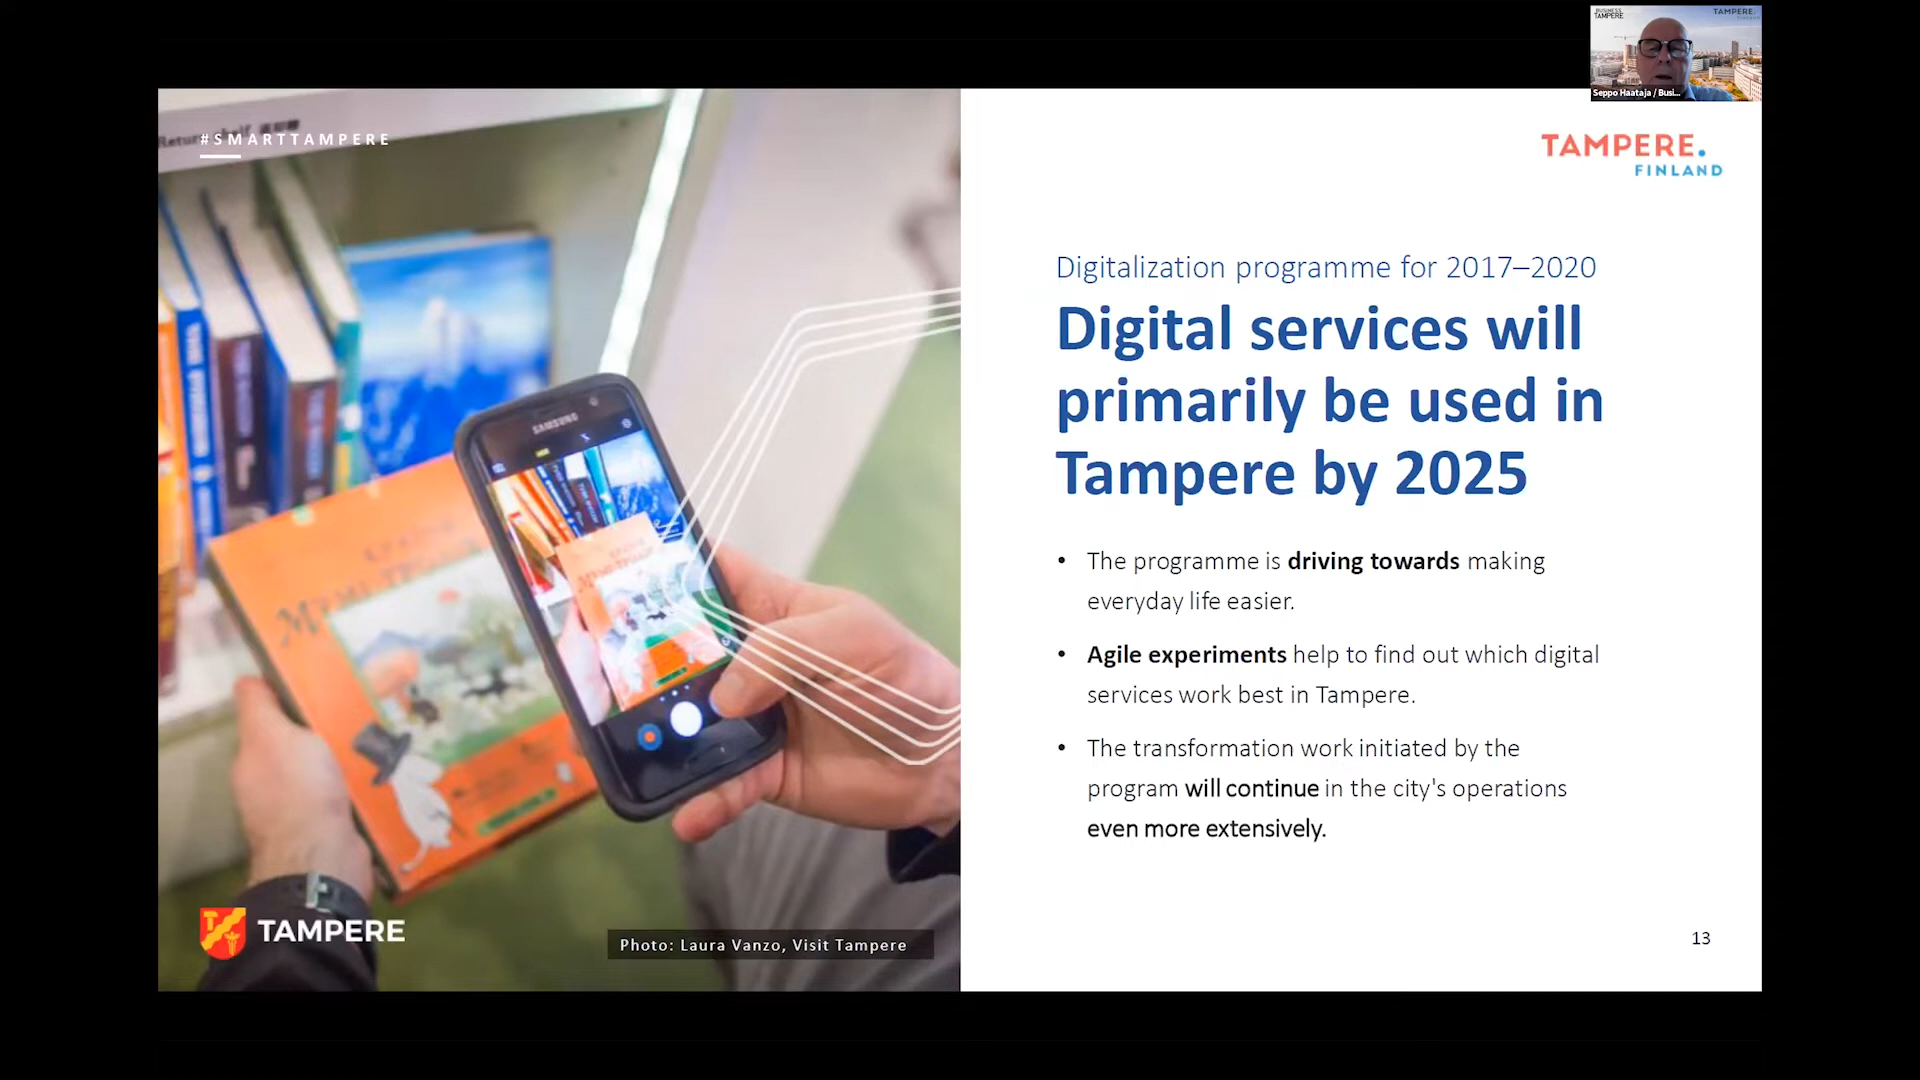 BUSINESS
TAMPERE
TAMPERE.
Seppo Haataja / Busi...
#SMARTTAMPERE
TAMPERE.
FINLAND
Digitalization programme for 2017–2020
Digital services will
primarily be used in
Tampere by 2025
• The programme is driving towards making
everyday life easier.
• Agile experiments help to find out which digital
services work best in Tampere.
• The transformation work initiated by the
program will continue in the city's operations
even more extensively.
SAMSUNG
TAMPERE
Photo: Laura Vanzo, Visit Tampere
13